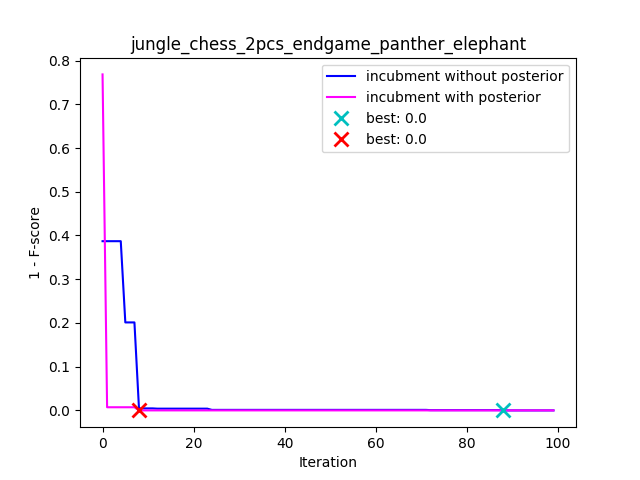 jungle_chess_2pcs_endgame_panther_elephant
incubment without posterior
incubment with posterior
best: 0.0
best: 0.0
0.8
0.7
0.6
0.5
0.4
0.3
0.2
0.1
0.0
1 - F-score
0 20 40 60 80 100
Iteration